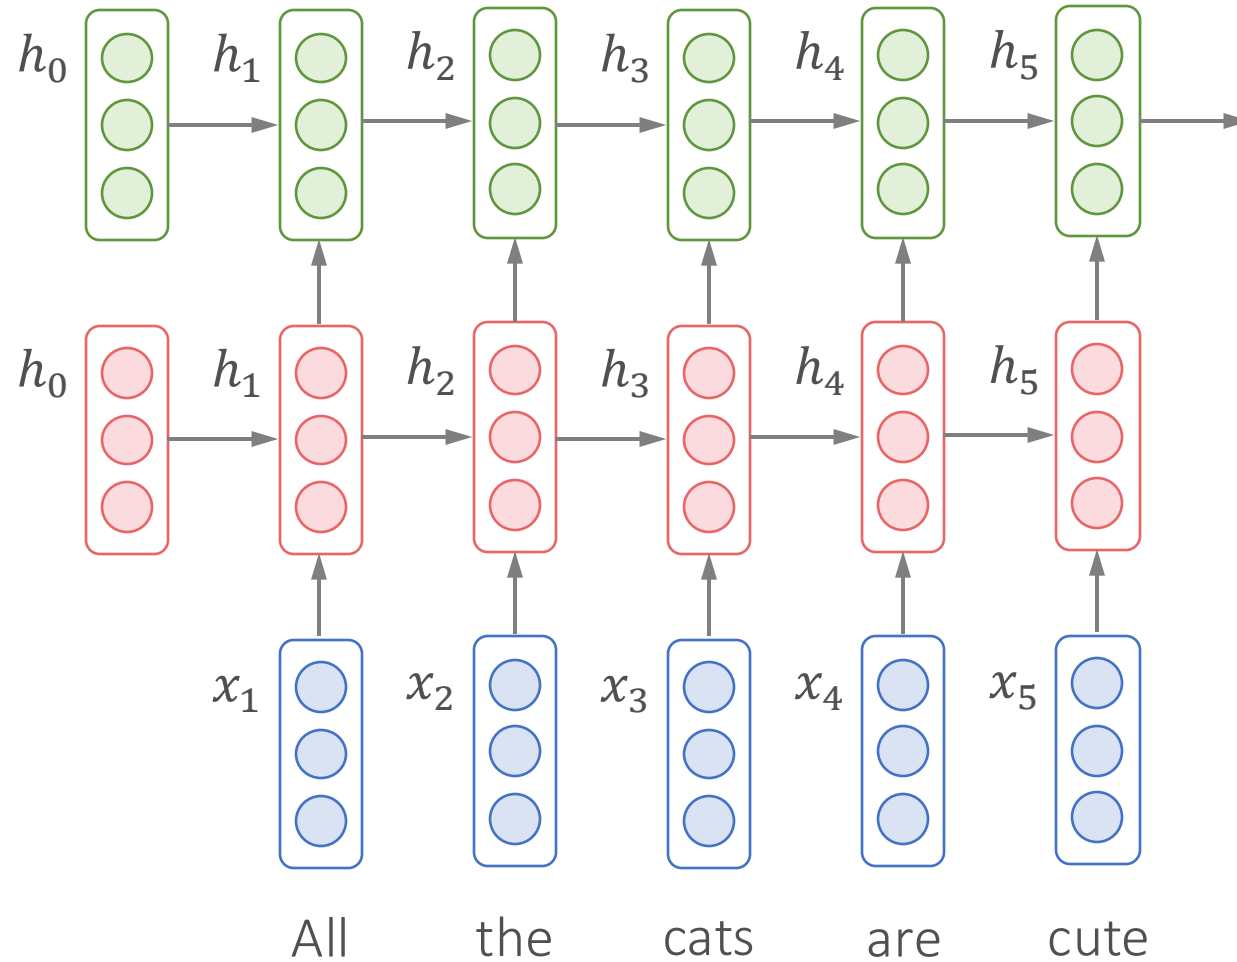 h₀ h₁ h₂ h₃ h₄ h₅
h₀ h₁ h₂ h₃ h₄ h₅
x₁ x₂ x₃ x₄ x₅
All the cats are cute